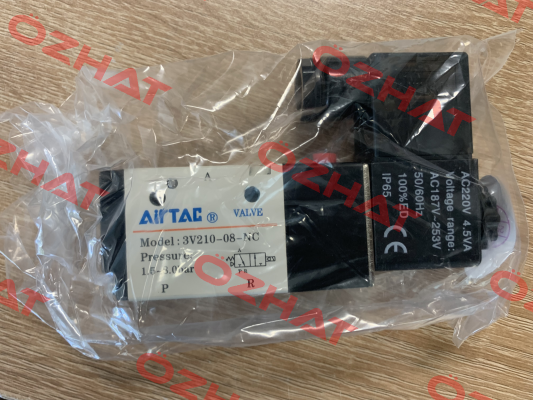 OZHAT
OZHAT
OZHAT
OZHAT
OZHAT
OZHAT
OZHAT
OZHAT
A
AIRTAC ® VALVE
Model: 3V210-08-NC
Pressure:
1.5-8.0bar
P R
AC220V 4.5VA
Voltage range:
AC187V-253V
50/60Hz
100%ED
IP65
CE